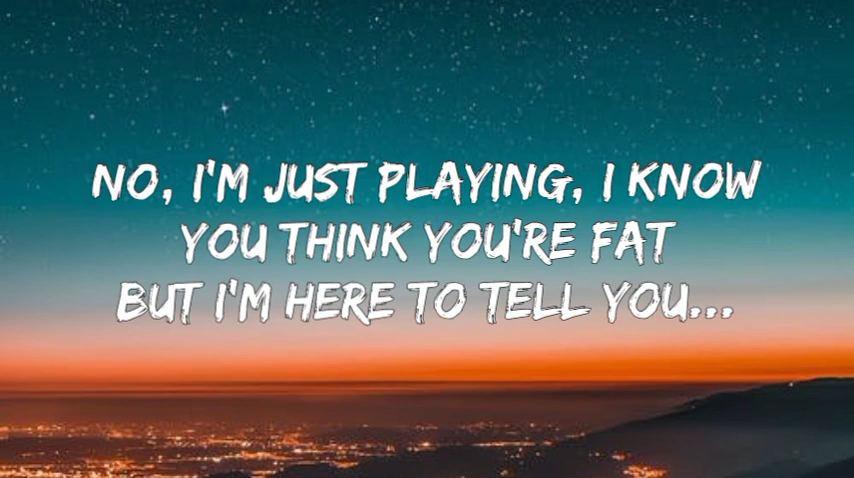 NO, I'M JUST PLAYING, I KNOW
YOU THINK YOU'RE FAT
BUT I'M HERE TO TELL YOU...